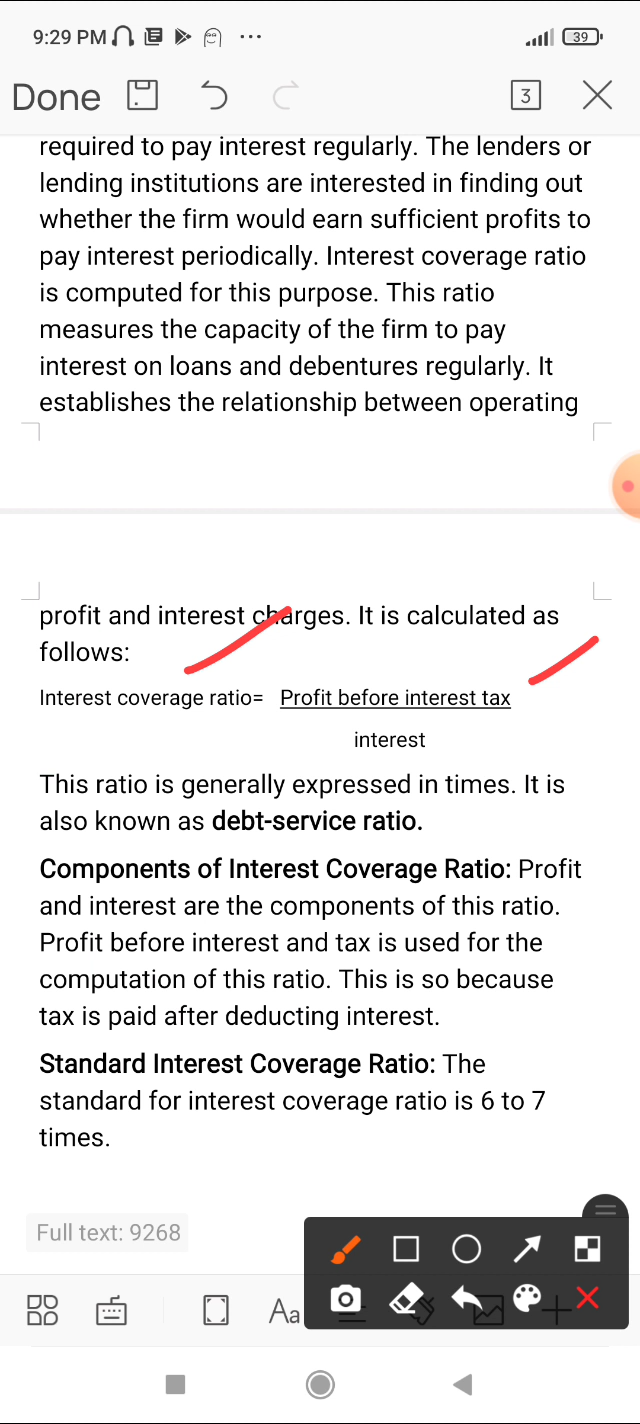 9:29 PM
39
Done
3
required to pay interest regularly. The lenders or
lending institutions are interested in finding out
whether the firm would earn sufficient profits to
pay interest periodically. Interest coverage ratio
is computed for this purpose. This ratio
measures the capacity of the firm to pay
interest on loans and debentures regularly. It
establishes the relationship between operating
profit and interest charges. It is calculated as
follows:
Interest coverage ratio= Profit before interest tax
interest
This ratio is generally expressed in times. It is
also known as debt-service ratio.
Components of Interest Coverage Ratio: Profit
and interest are the components of this ratio.
Profit before interest and tax is used for the
computation of this ratio. This is so because
tax is paid after deducting interest.
Standard Interest Coverage Ratio: The
standard for interest coverage ratio is 6 to 7
times.
Full text: 9268
Aa